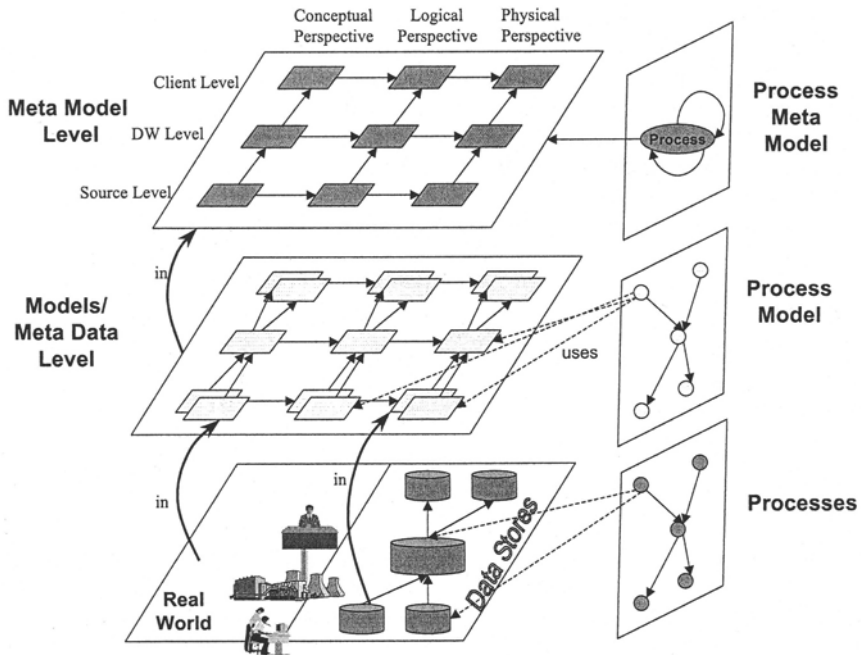 Conceptual Perspective
Logical Perspective
Physical Perspective
Client Level
Meta Model
Level
DW Level
Source Level
Process
Meta
Model
Process
in
Models/
Meta Data
Level
Process
Model
uses
in
in
Processes
Data Stores
Real
World